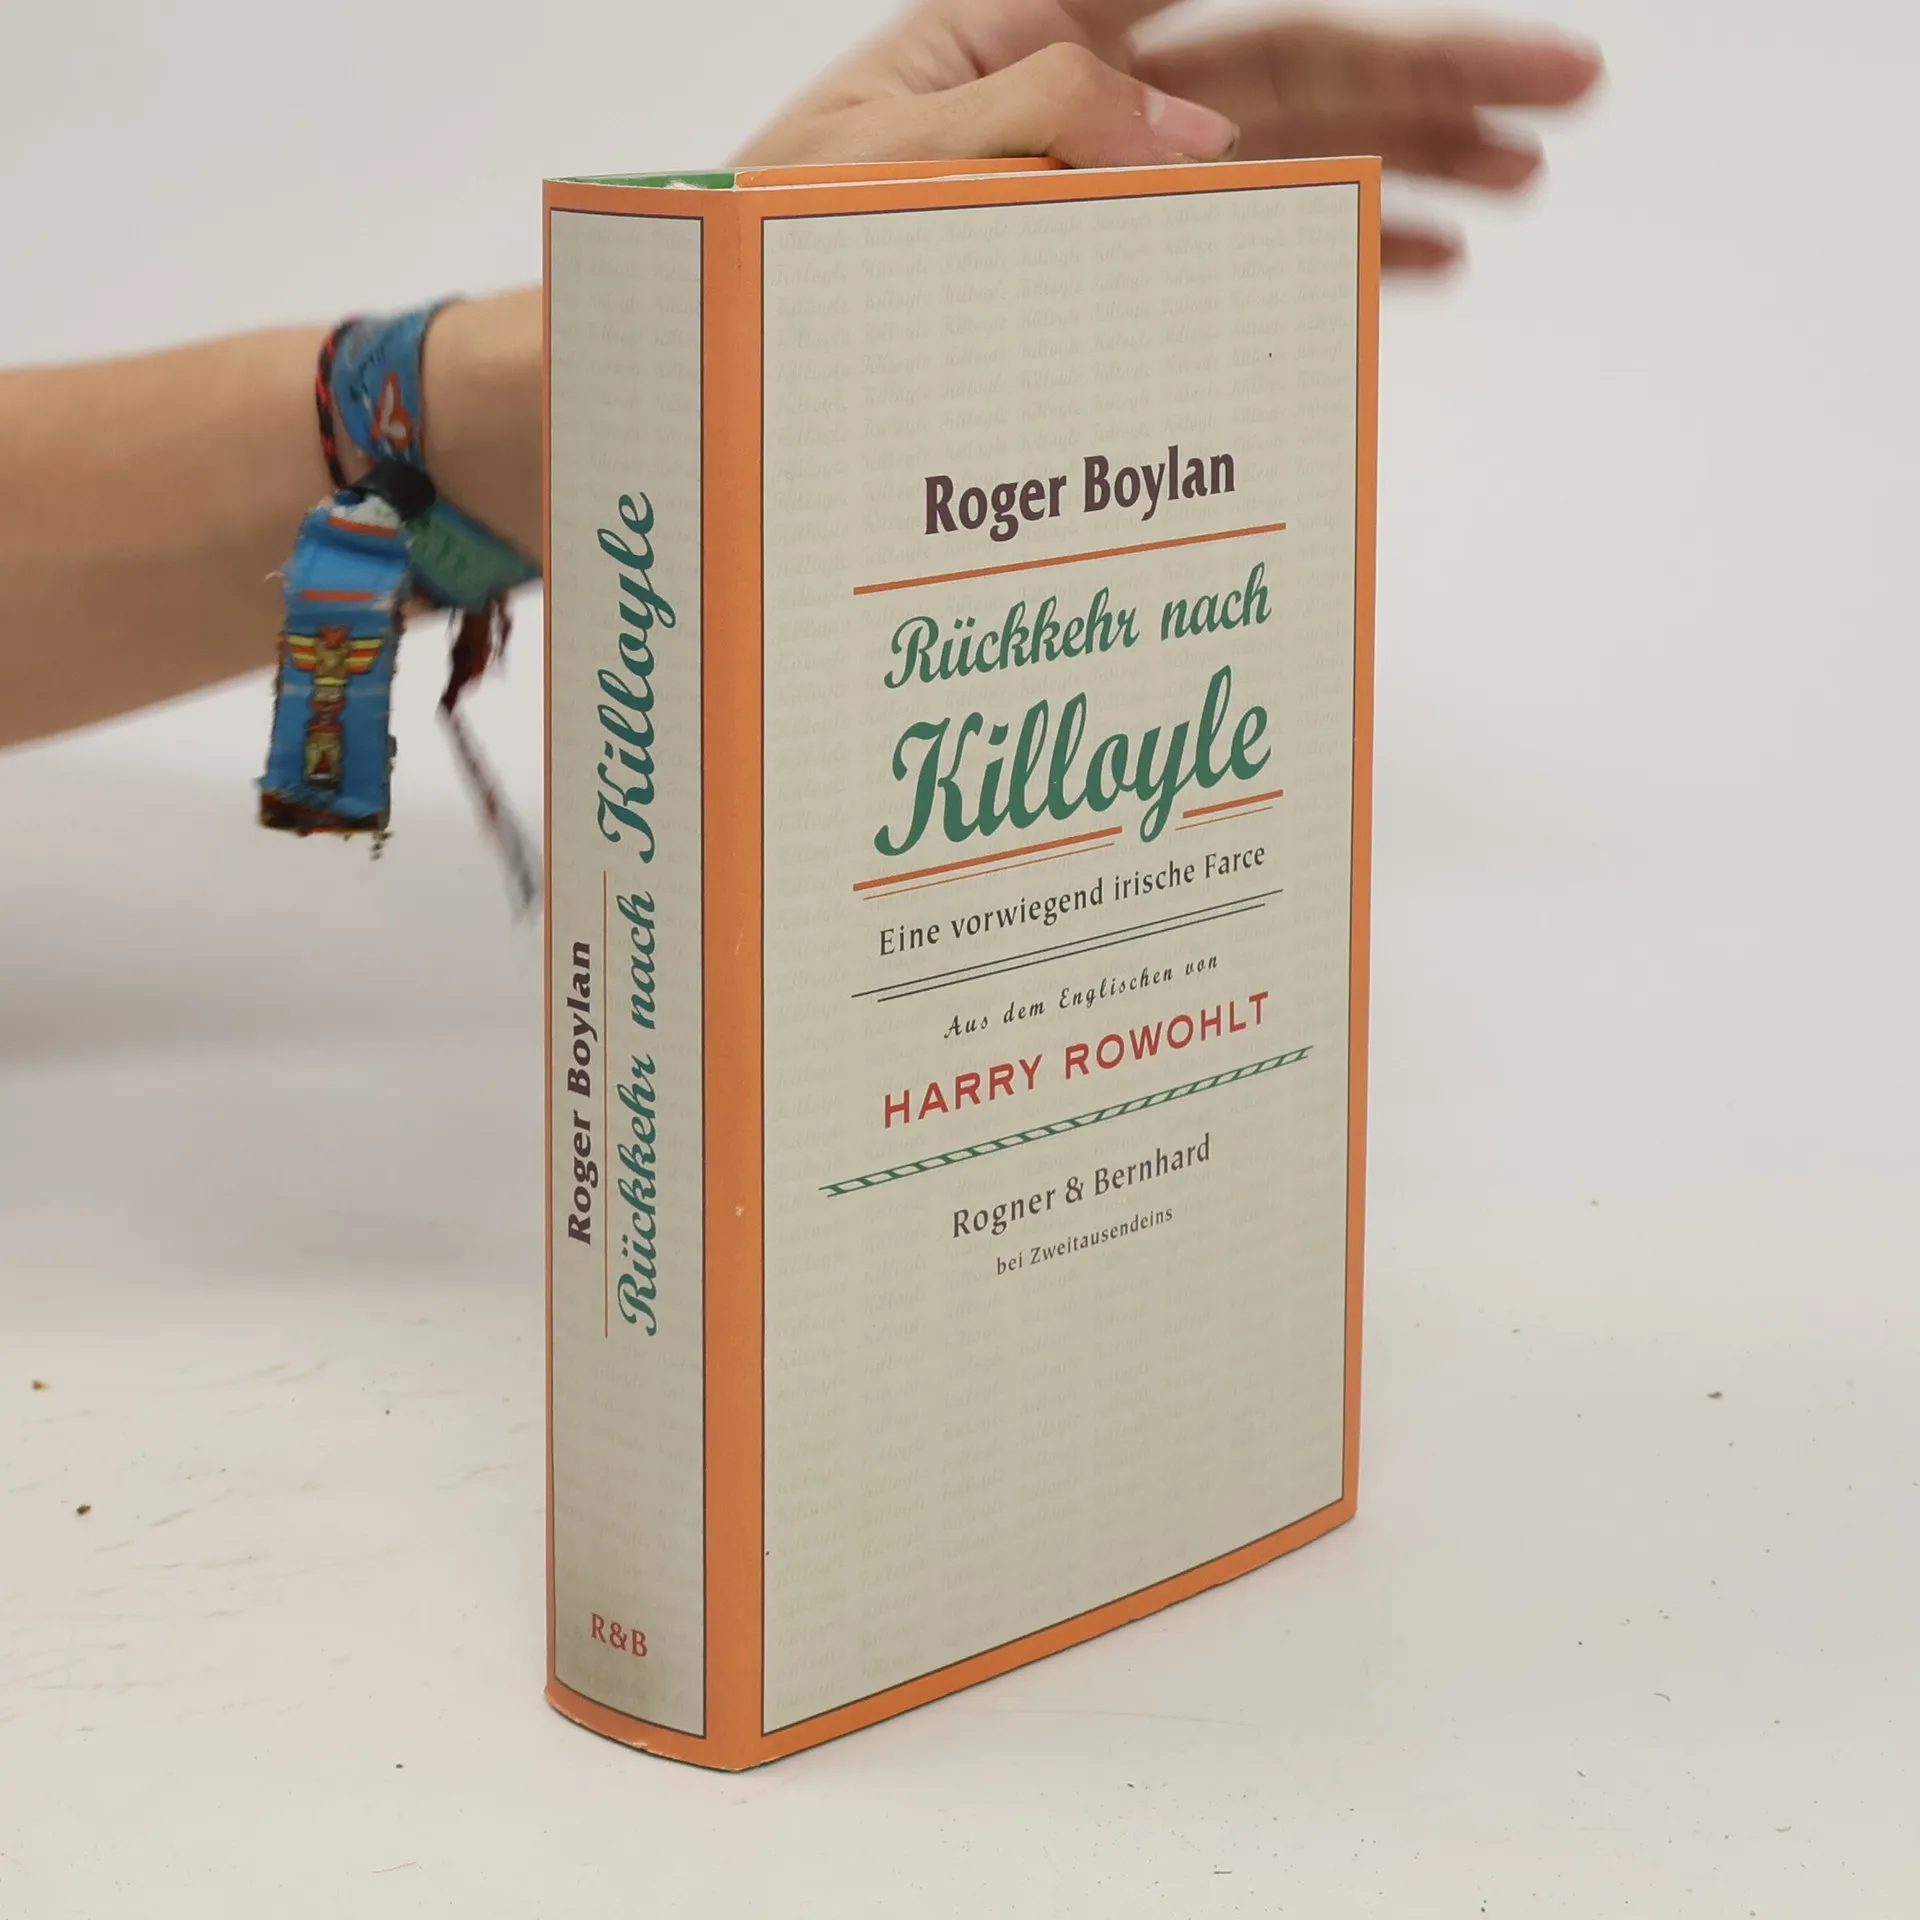 Roger Boylan
Rückkehr nach Killoyle
R&B
Roger Boylan
Rückkehr nach
Killoyle
Eine vorwiegend irische Farce
Aus dem Englischen von
HARRY ROWOHLT
Rogner & Bernhard
bei Zweitausendeins